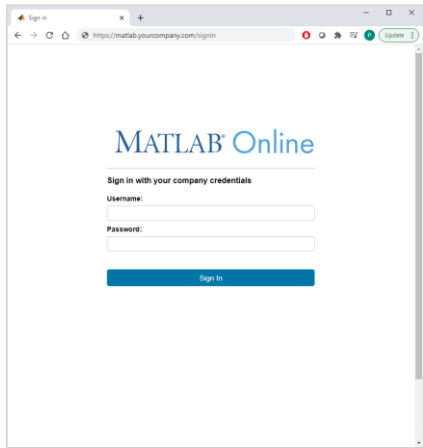 Sign in
https://matlab.yourcompany.com/signin
P
Update
MATLAB® Online
Sign in with your company credentials
Username:
Password:
Sign In